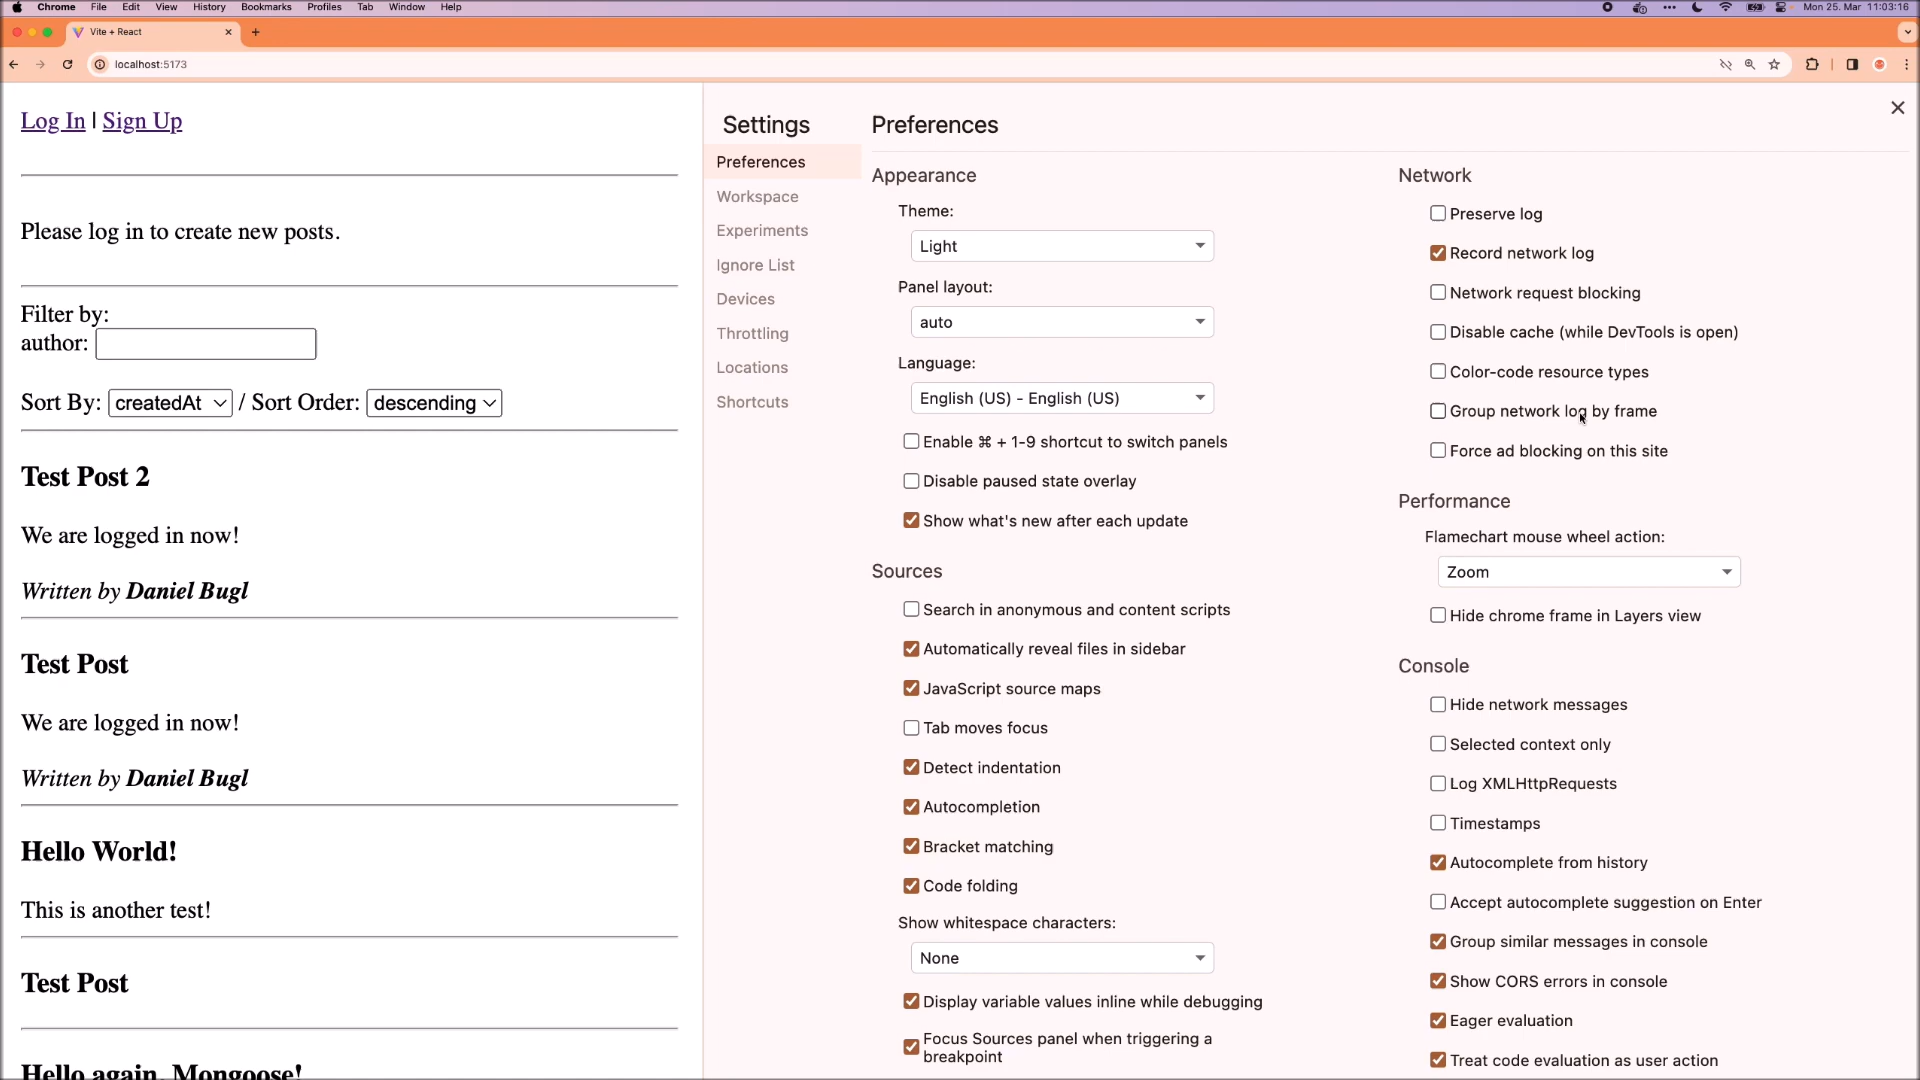 Chrome File Edit View History Bookmarks Profiles Tab Window Help
Mon 25. Mar 11:03:16
Vite + React
localhost:5173
Log In | Sign Up
Please log in to create new posts.
Filter by:
author:
Sort By: createdAt / Sort Order: descending
Test Post 2
We are logged in now!
Written by Daniel Bugl
Test Post
We are logged in now!
Written by Daniel Bugl
Hello World!
This is another test!
Test Post
Hello again, Mongoose!
Settings
Preferences
Workspace
Experiments
Ignore List
Devices
Throttling
Locations
Shortcuts
Preferences
Appearance
Theme:
Light
Panel layout:
auto
Language:
English (US) - English (US)
Enable ⌘ + 1-9 shortcut to switch panels
Disable paused state overlay
Show what's new after each update
Sources
Search in anonymous and content scripts
Automatically reveal files in sidebar
JavaScript source maps
Tab moves focus
Detect indentation
Autocompletion
Bracket matching
Code folding
Show whitespace characters:
None
Display variable values inline while debugging
Focus Sources panel when triggering a
breakpoint
Network
Preserve log
Record network log
Network request blocking
Disable cache (while DevTools is open)
Color-code resource types
Group network log by frame
Force ad blocking on this site
Performance
Flamechart mouse wheel action:
Zoom
Hide chrome frame in Layers view
Console
Hide network messages
Selected context only
Log XMLHttpRequests
Timestamps
Autocomplete from history
Accept autocomplete suggestion on Enter
Group similar messages in console
Show CORS errors in console
Eager evaluation
Treat code evaluation as user action